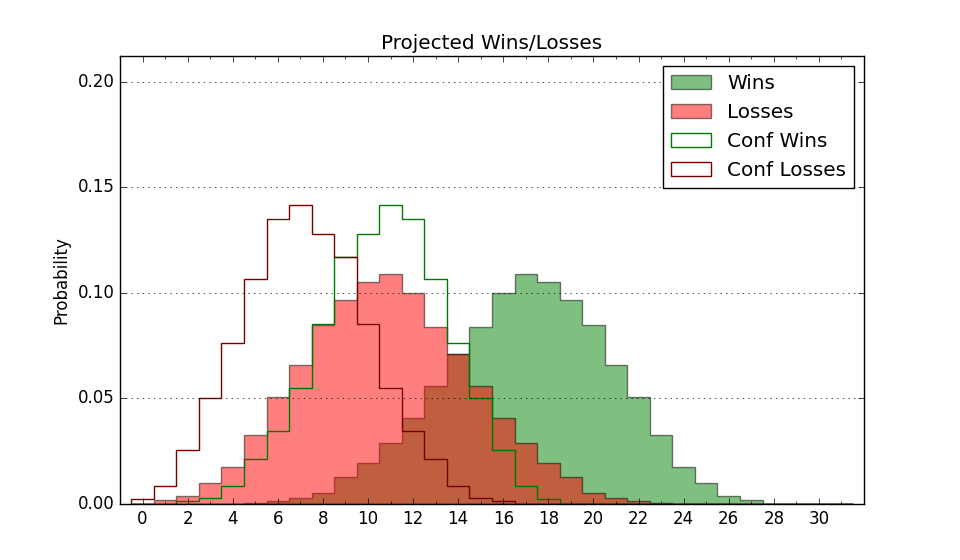 Projected Wins/Losses
0.20
0.15
0.10
0.05
0.00
Probability
Wins
Losses
Conf Wins
Conf Losses
0 2 4 6 8 10 12 14 16 18 20 22 24 26 28 30